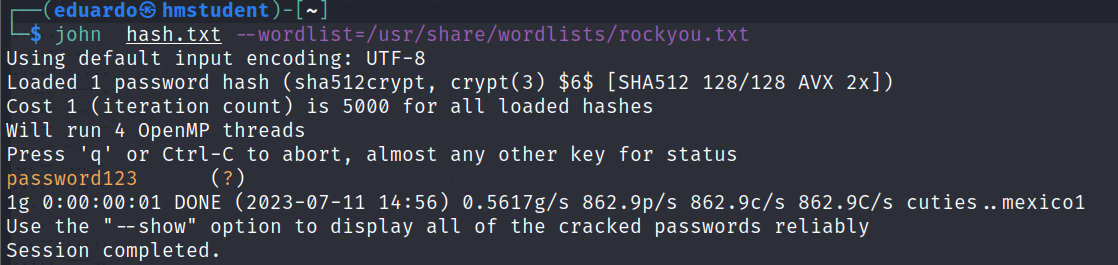 ┌──(eduardo㉿hmstudent)-[~]
└─$ john  hash.txt --wordlist=/usr/share/wordlists/rockyou.txt
Using default input encoding: UTF-8
Loaded 1 password hash (sha512crypt, crypt(3) $6$ [SHA512 128/128 AVX 2x])
Cost 1 (iteration count) is 5000 for all loaded hashes
Will run 4 OpenMP threads
Press 'q' or Ctrl-C to abort, almost any other key for status
password123      (?)
1g 0:00:00:01 DONE (2023-07-11 14:56) 0.5617g/s 862.9p/s 862.9c/s 862.9C/s cuties..mexico1
Use the "--show" option to display all of the cracked passwords reliably
Session completed.